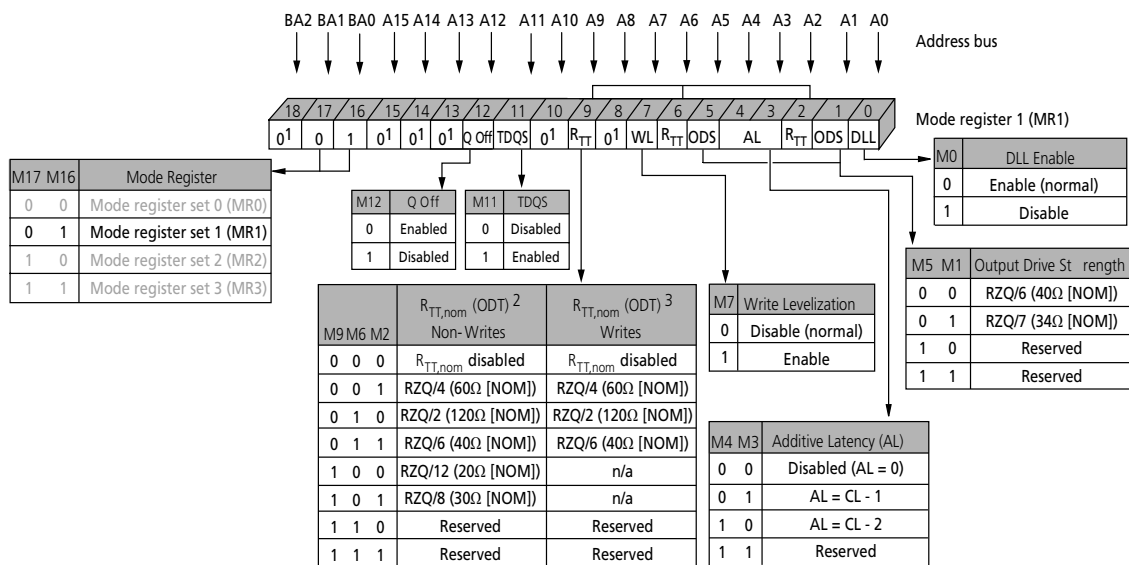 BA2 BA1 BA0 A15 A14 A13 A12 A11 A10 A9 A8 A7 A6 A5 A4 A3 A2 A1 A0
Address bus
18 17 16 15 14 13 12 11 10 9 8 7 6 5 4 3 2 1 0
Mode register 1 (MR1)
0¹ 0 1 0¹ 0¹ 0¹ Q Off TDQS 0¹ RTT 0¹ WL RTT ODS AL RTT ODS DLL
M17 M16 Mode Register
0 0 Mode register set 0 (MR0)
0 1 Mode register set 1 (MR1)
1 0 Mode register set 2 (MR2)
1 1 Mode register set 3 (MR3)
M12 Q Off
0 Enabled
1 Disabled
M11 TDQS
0 Disabled
1 Enabled
M0 DLL Enable
0 Enable (normal)
1 Disable
M5 M1 Output Drive St rength
0 0 RZQ/6 (40Ω [NOM])
0 1 RZQ/7 (34Ω [NOM])
1 0 Reserved
1 1 Reserved
M9 M6 M2 RTT,nom (ODT) 2 Non-Writes RTT,nom (ODT) 3 Writes
0 0 0 RTT,nom disabled RTT,nom disabled
0 0 1 RZQ/4 (60Ω [NOM]) RZQ/4 (60Ω [NOM])
0 1 0 RZQ/2 (120Ω [NOM]) RZQ/2 (120Ω [NOM])
0 1 1 RZQ/6 (40Ω [NOM]) RZQ/6 (40Ω [NOM])
1 0 0 RZQ/12 (20Ω [NOM]) n/a
1 0 1 RZQ/8 (30Ω [NOM]) n/a
1 1 0 Reserved Reserved
1 1 1 Reserved Reserved
M7 Write Levelization
0 Disable (normal)
1 Enable
M4 M3 Additive Latency (AL)
0 0 Disabled (AL = 0)
0 1 AL = CL - 1
1 0 AL = CL - 2
1 1 Reserved